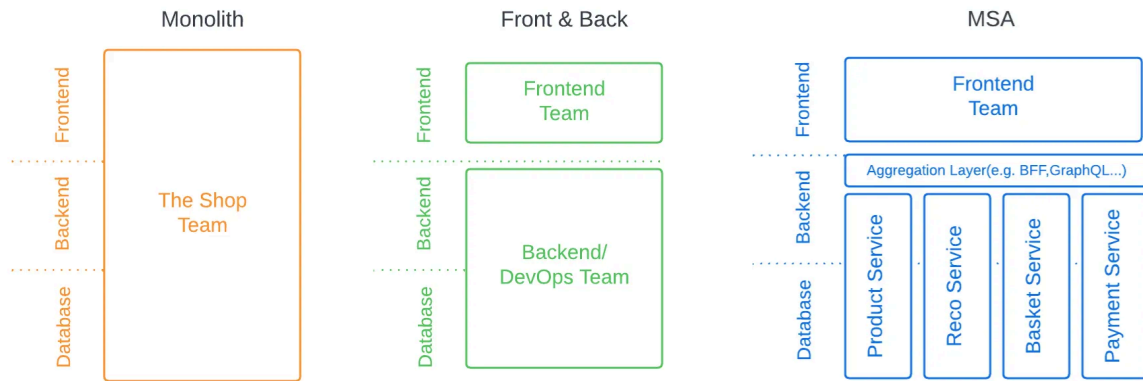 Monolith
Frontend
Backend
Database
The Shop
Team
Front & Back
Frontend
Backend
Database
Frontend
Team
Backend/
DevOps Team
MSA
Frontend
Backend
Database
Frontend
Team
Aggregation Layer(e.g. BFF,GraphQL...)
Product Service
Reco Service
Basket Service
Payment Service